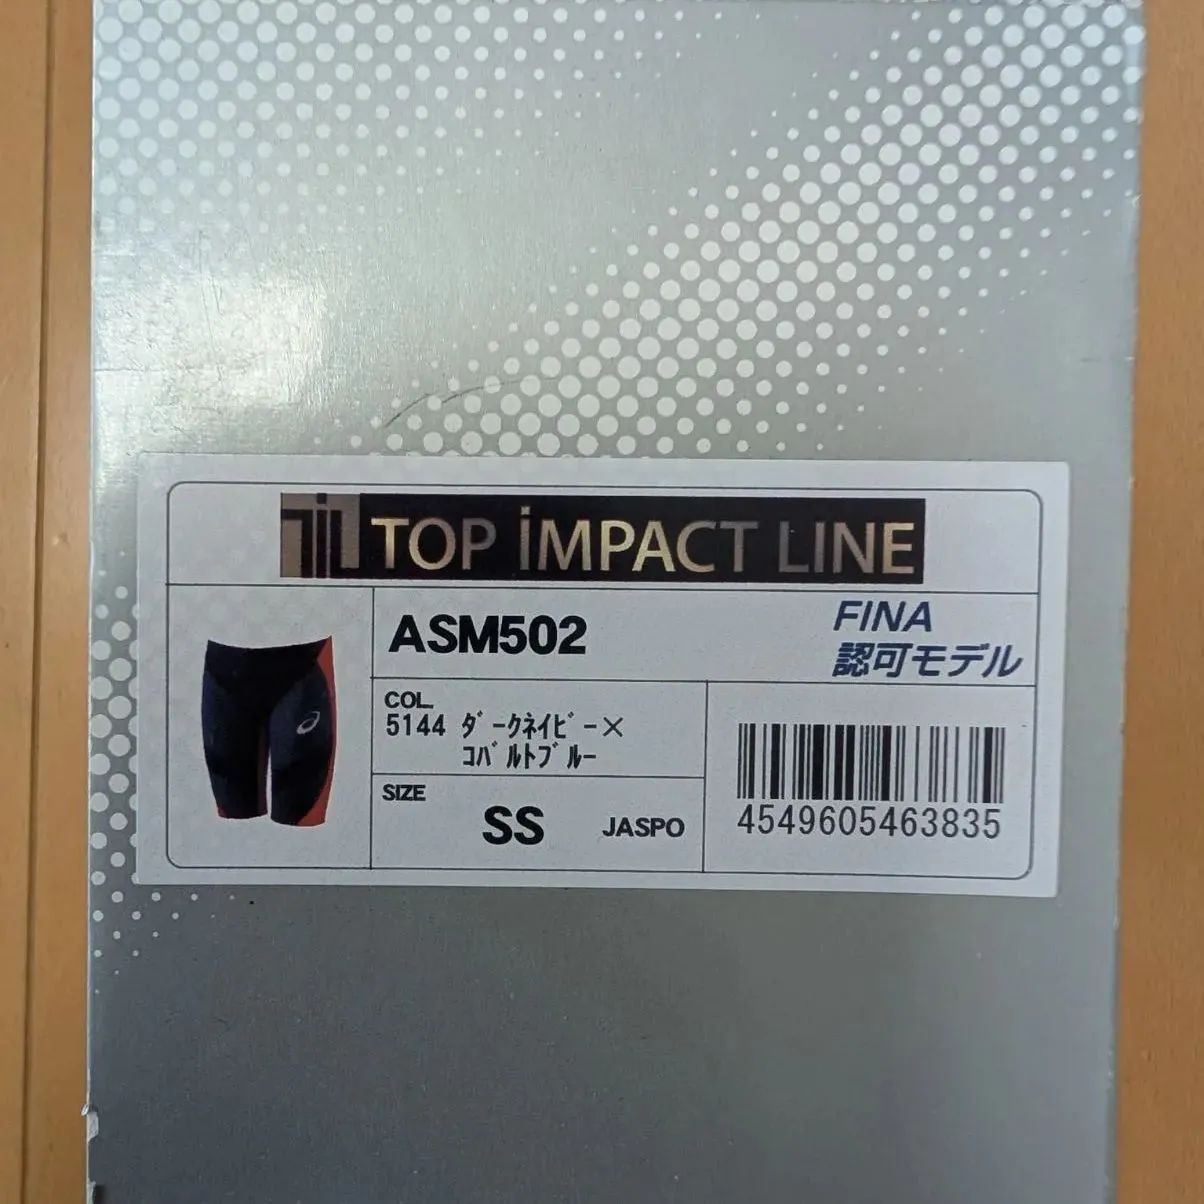 TOP iMPACT LINE
ASM502
FINA
認可モデル
COL.
5144 ﾀﾞｰｸﾈｲﾋﾞｰ×
ｺﾊﾞﾙﾄﾌﾞﾙｰ
SIZE
SS
JASPO
4549605463835